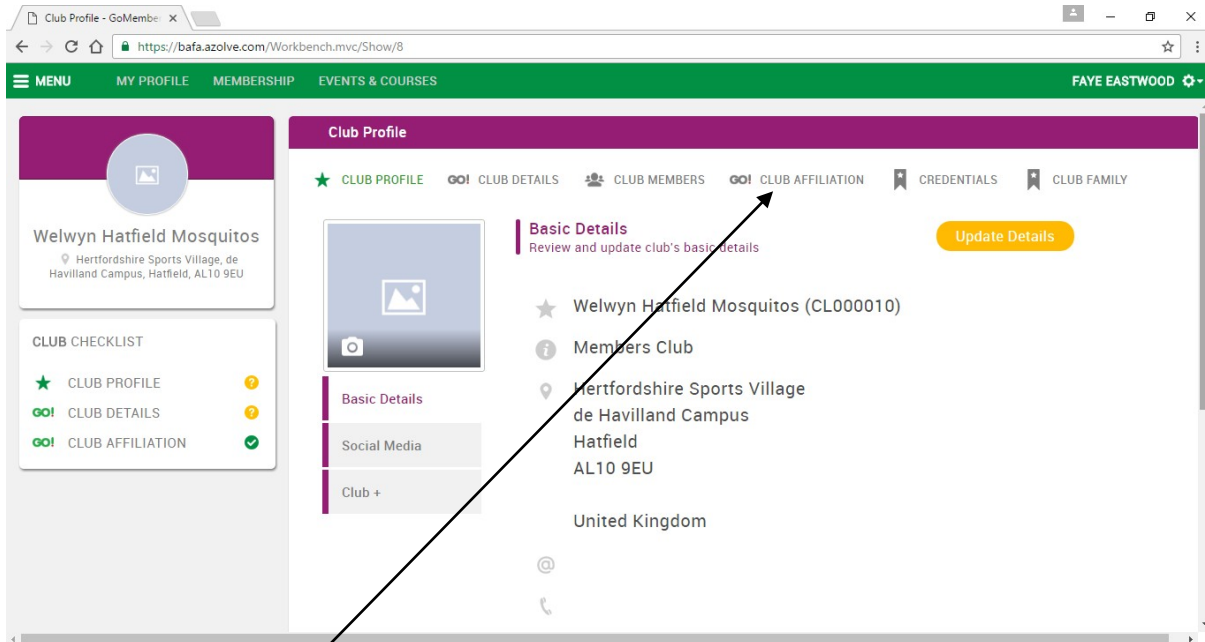 Club Profile - GoMember
https://bafa.azolve.com/Workbench.mvc/Show/8
MENU MY PROFILE MEMBERSHIP EVENTS & COURSES FAYE EASTWOOD
Welwyn Hatfield Mosquitos
Hertfordshire Sports Village, de
Havilland Campus, Hatfield, AL10 9EU
CLUB CHECKLIST
CLUB PROFILE ?
GO! CLUB DETAILS ?
GO! CLUB AFFILIATION
Club Profile
CLUB PROFILE GO! CLUB DETAILS CLUB MEMBERS GO! CLUB AFFILIATION CREDENTIALS CLUB FAMILY
Basic Details
Social Media
Club +
Basic Details
Review and update club's basic details
Update Details
Welwyn Hatfield Mosquitos (CL000010)
Members Club
Hertfordshire Sports Village
de Havilland Campus
Hatfield
AL10 9EU
United Kingdom
@